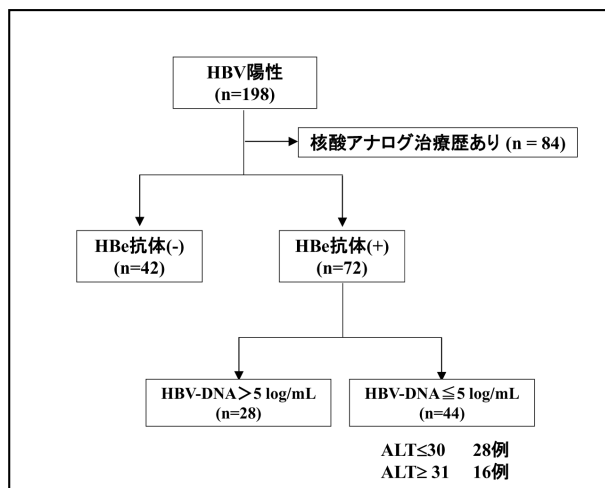 HBV陽性
(n=198)
核酸アナログ治療歴あり (n = 84)
HBe抗体(-)
(n=42)
HBe抗体(+)
(n=72)
HBV-DNA＞5 log/mL
(n=28)
HBV-DNA≦5 log/mL
(n=44)
ALT≤30 28例
ALT≥ 31 16例